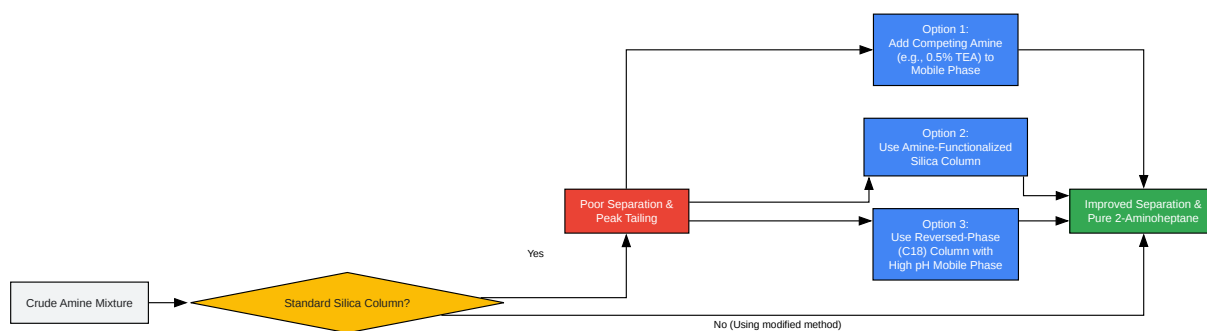 Option 1:
Add Competing Amine
(e.g., 0.5% TEA) to
Mobile Phase
Option 2:
Use Amine-Functionalized
Silica Column
Poor Separation &
Peak Tailing
Improved Separation &
Pure 2-Aminoheptane
Option 3:
Use Reversed-Phase
(C18) Column with
High pH Mobile Phase
Yes
Crude Amine Mixture
Standard Silica Column?
No (Using modified method)